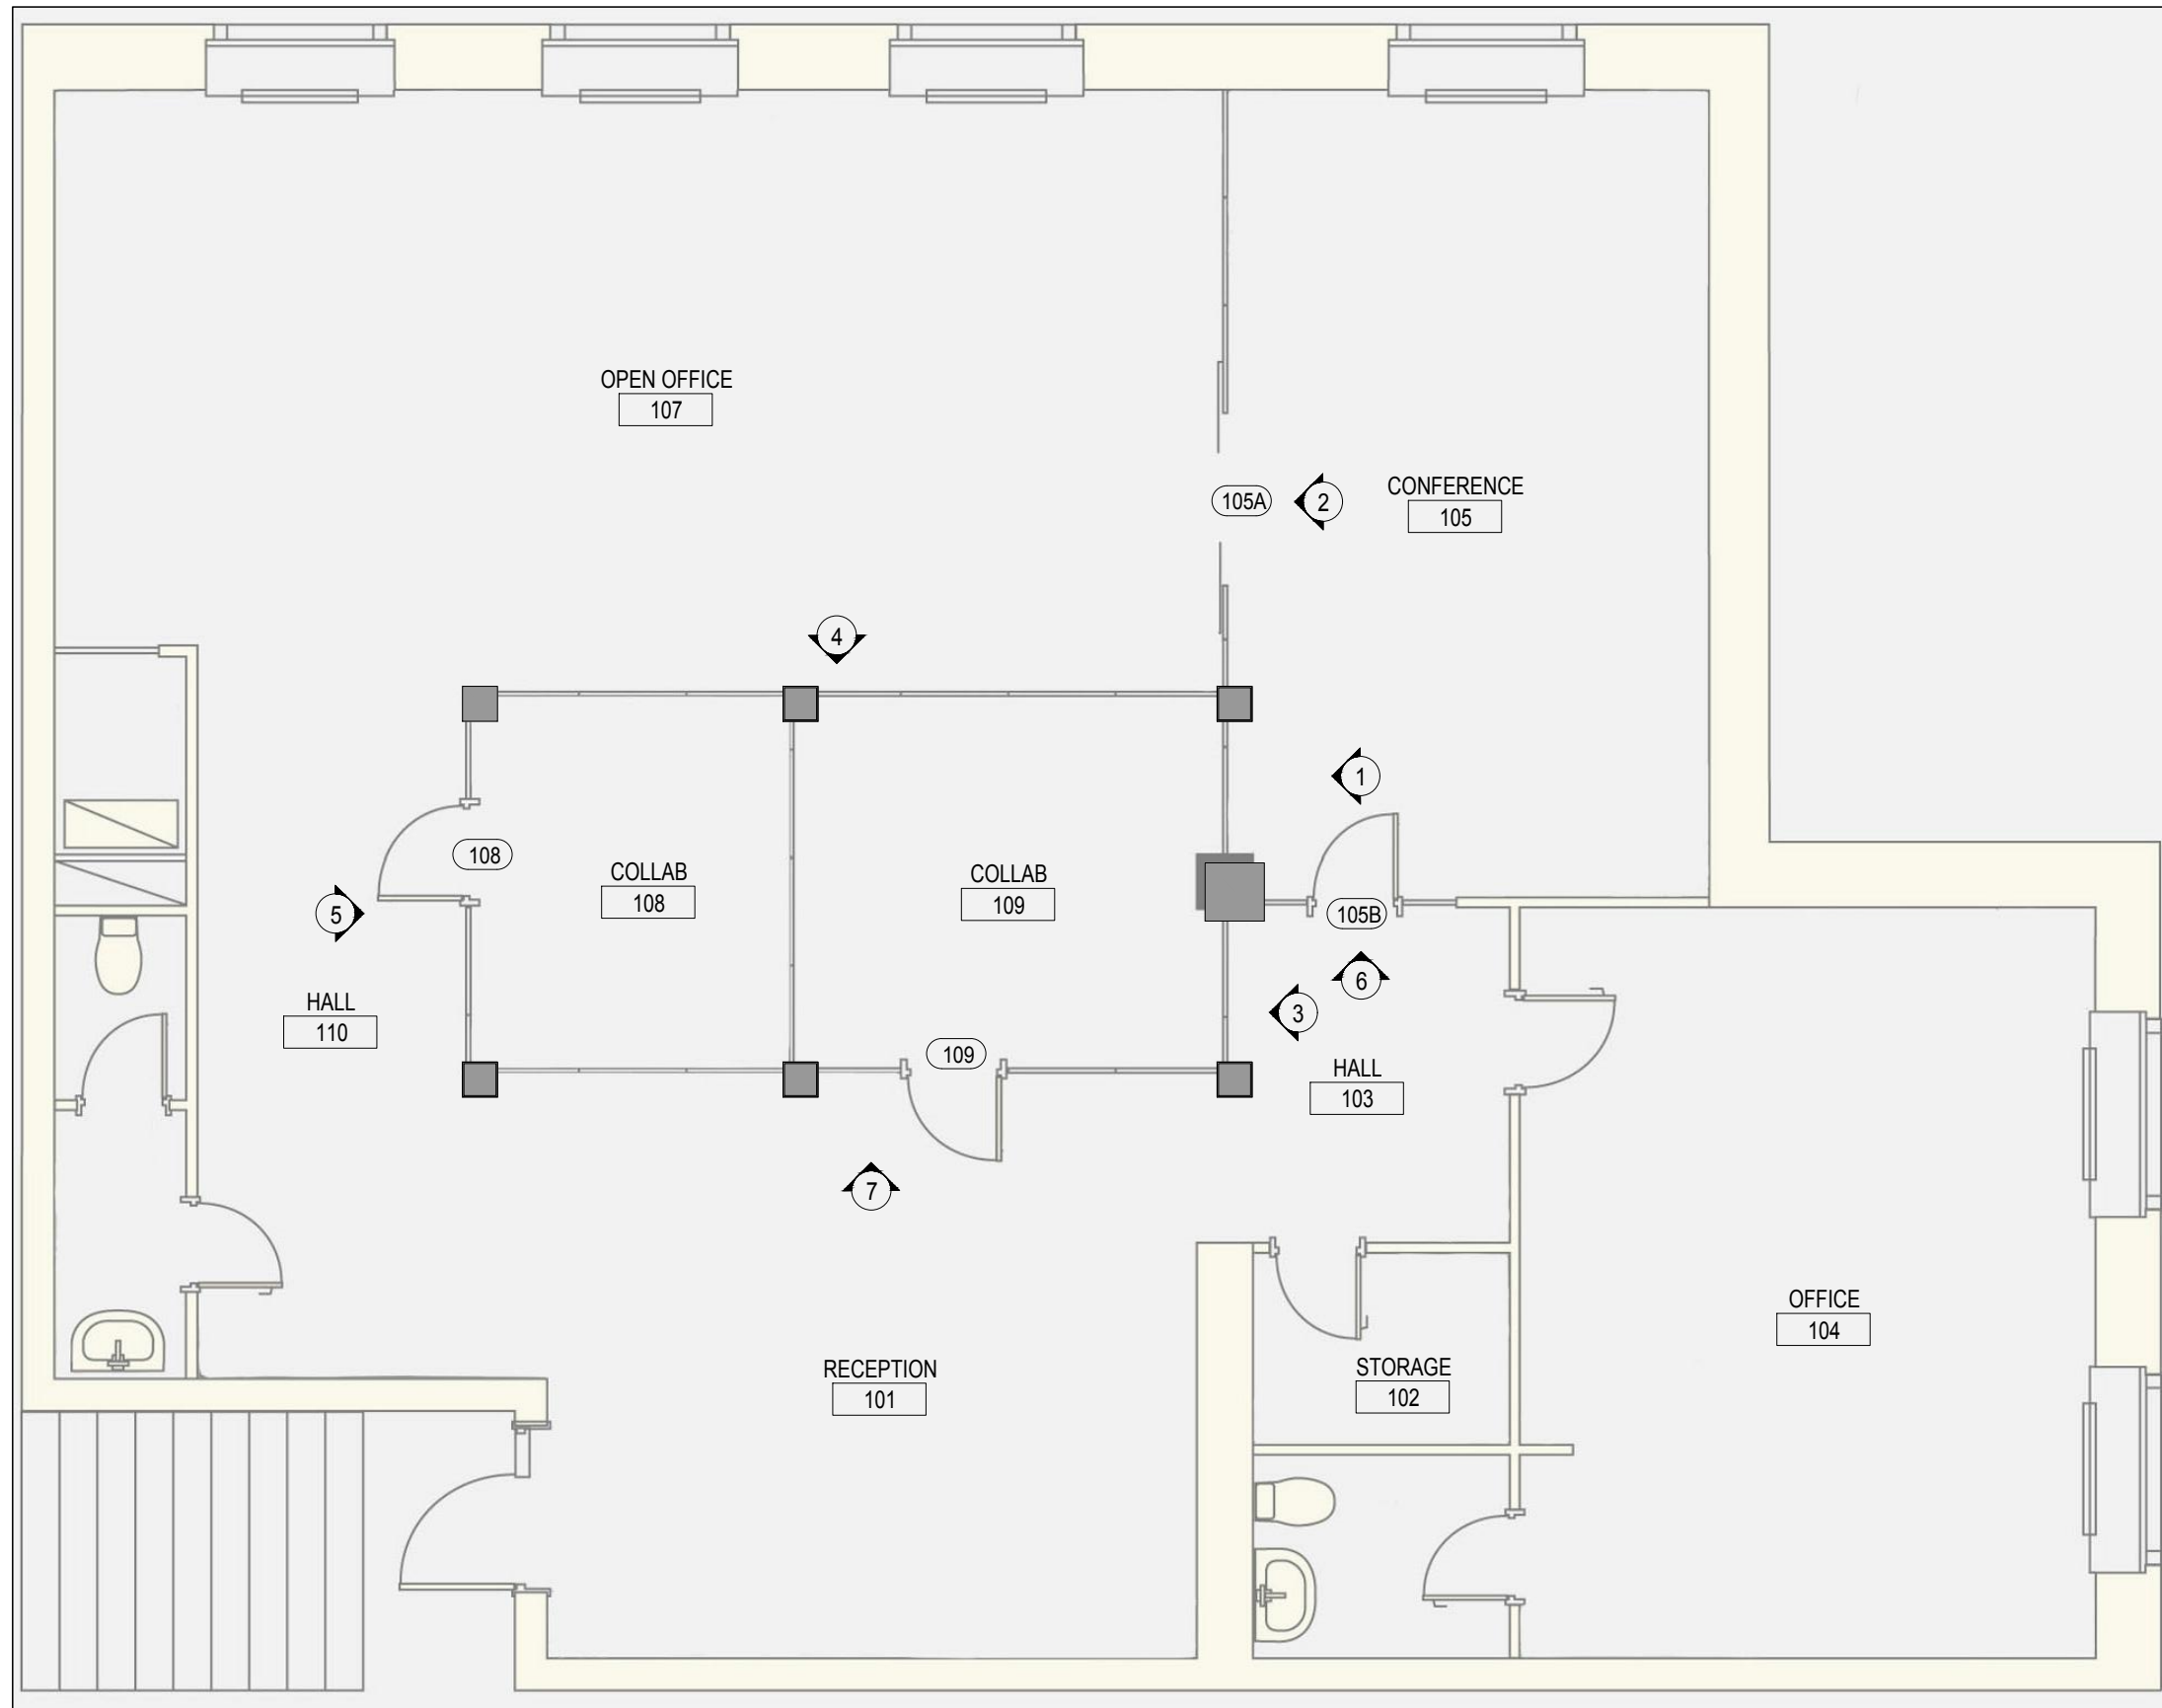 OPEN OFFICE
107
105A
2
CONFERENCE
105
4
1
108
COLLAB
108
COLLAB
109
5
105B
6
3
HALL
110
109
HALL
103
7
OFFICE
104
RECEPTION
101
STORAGE
102